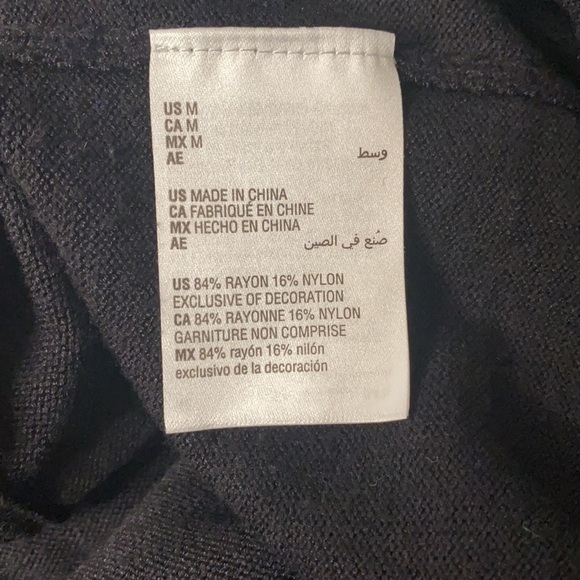 US M
CA M
MX M
AE وسط
US MADE IN CHINA
CA FABRIQUÉ EN CHINE
MX HECHO EN CHINA
AE صُنع في الصين
US 84% RAYON 16% NYLON
EXCLUSIVE OF DECORATION
CA 84% RAYONNE 16% NYLON
GARNITURE NON COMPRISE
MX 84% rayón 16% nilón
exclusivo de la decoración